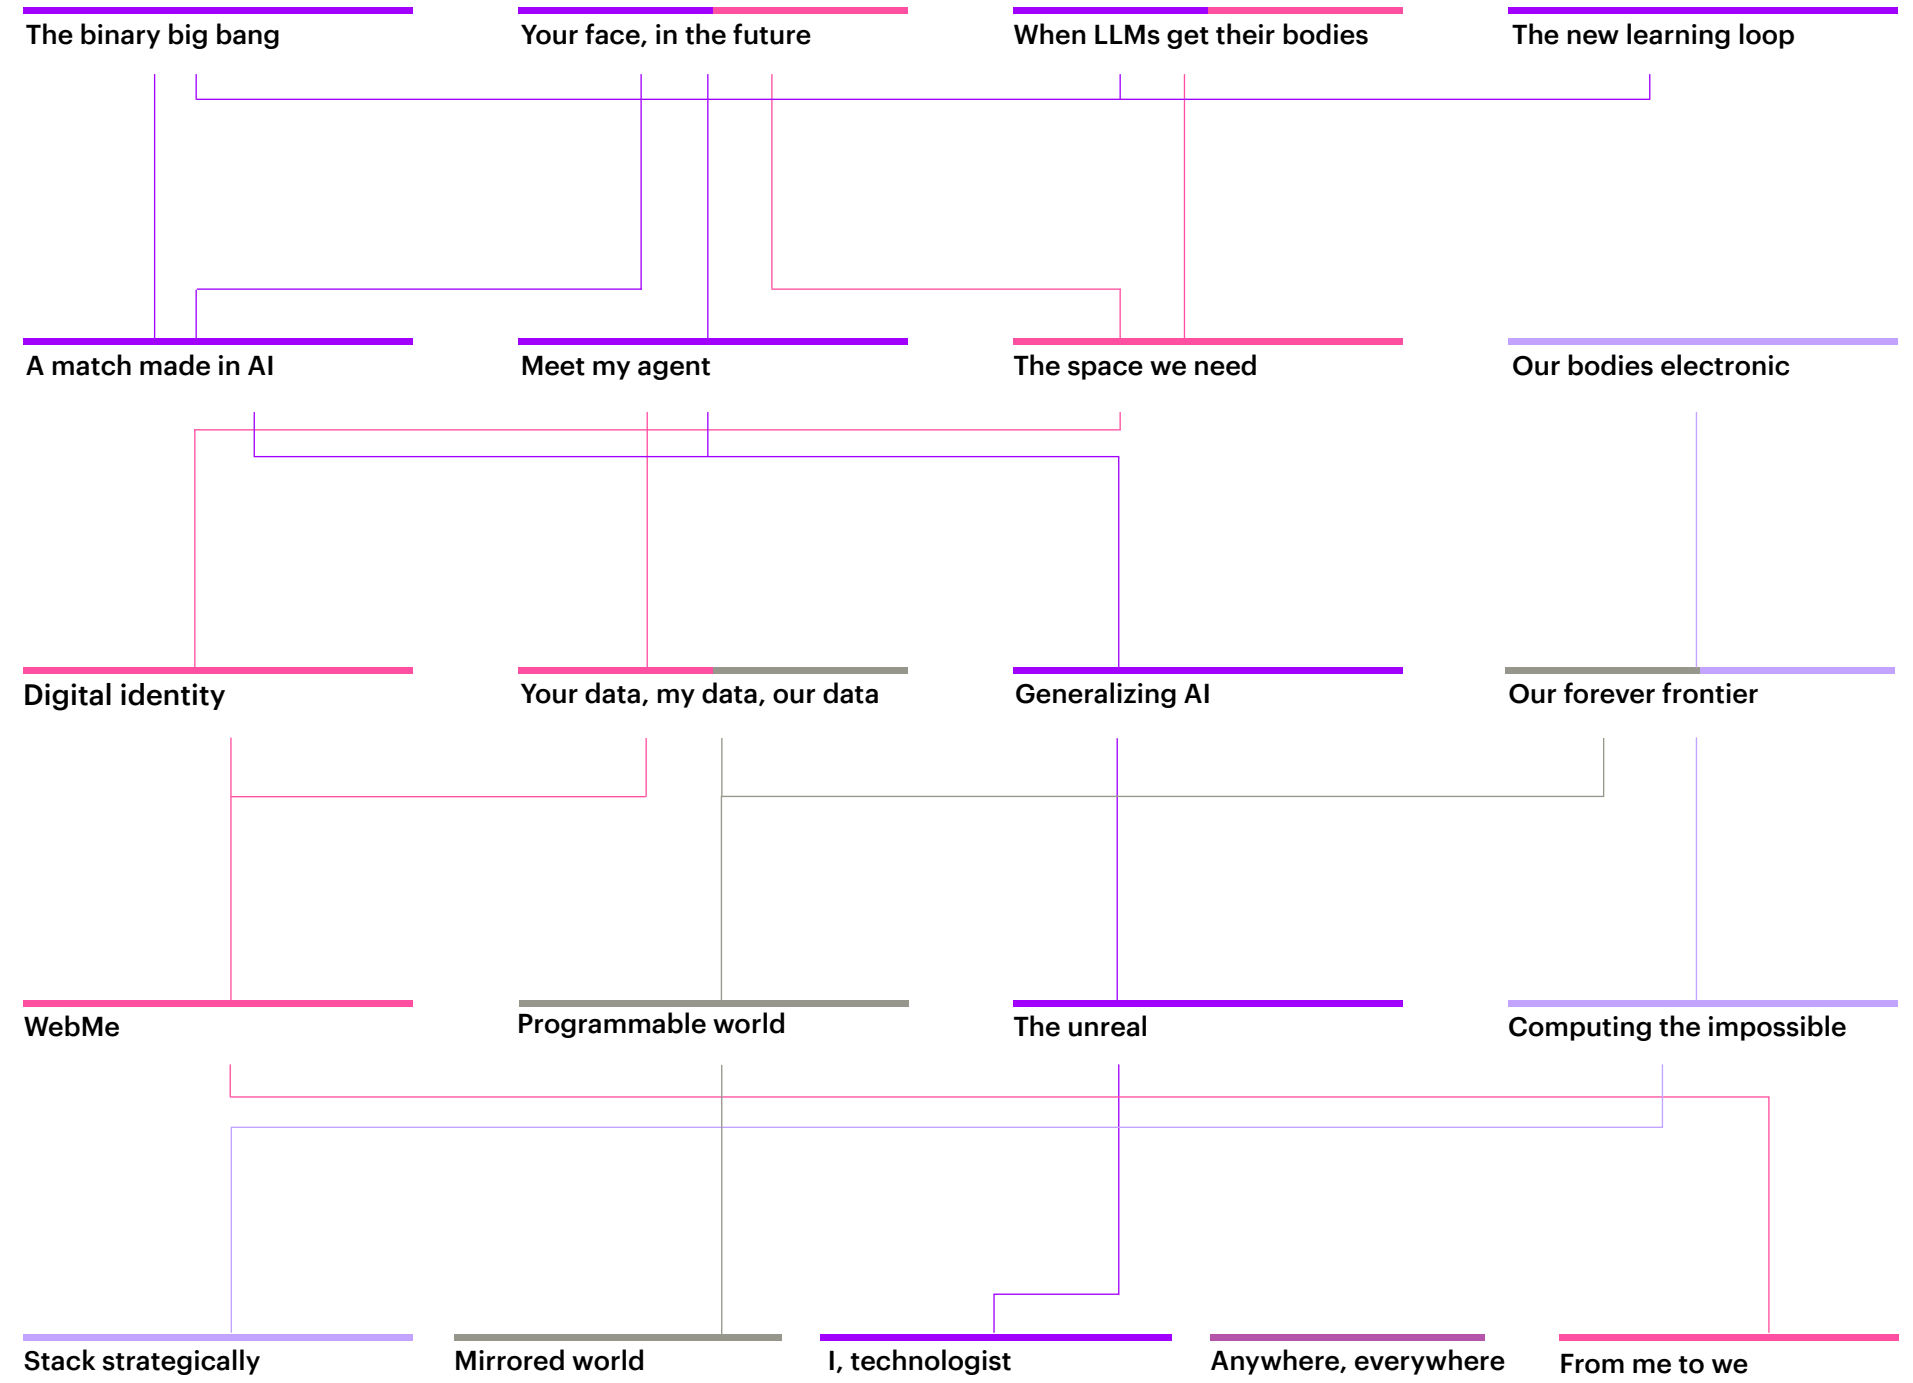 The binary big bang
Your face, in the future
When LLMs get their bodies
The new learning loop
A match made in AI
Meet my agent
The space we need
Our bodies electronic
Digital identity
Your data, my data, our data
Generalizing AI
Our forever frontier
WebMe
Programmable world
The unreal
Computing the impossible
Stack strategically
Mirrored world
I, technologist
Anywhere, everywhere
From me to we